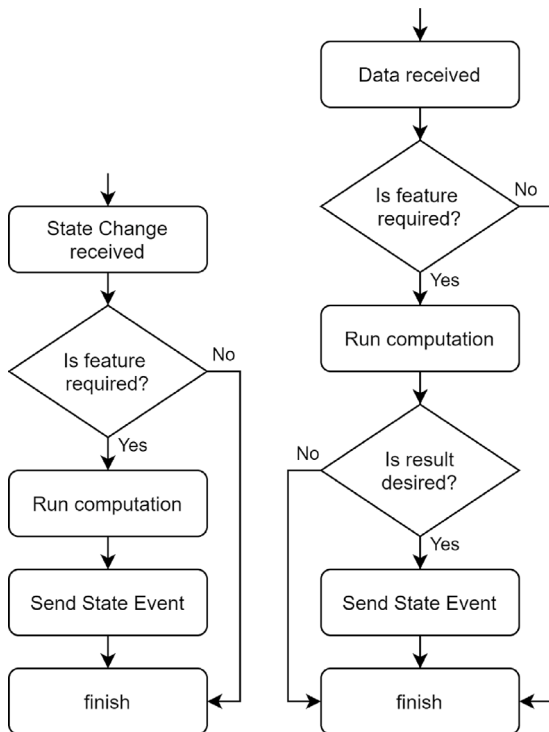 State Change
received
Is feature
required?
No
Yes
Run computation
Send State Event
finish
Data received
Is feature
required?
No
Yes
Run computation
No
Is result
desired?
Yes
Send State Event
finish